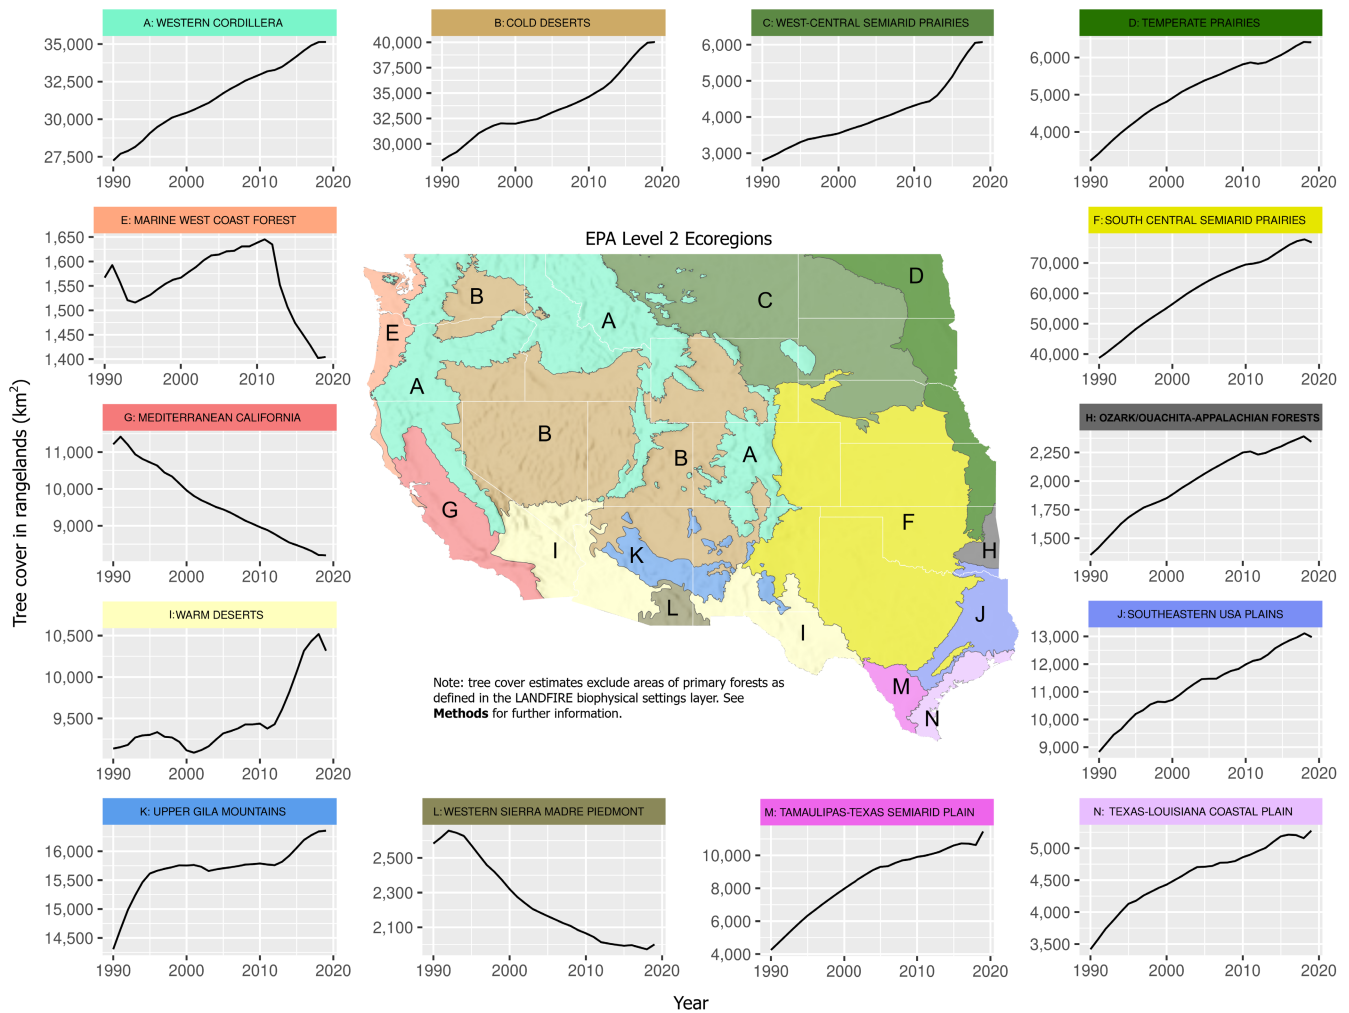 A: WESTERN CORDILLERA
35,000
32,500
30,000
27,500
1990 2000 2010 2020
B: COLD DESERTS
40,000
37,500
35,000
32,500
30,000
1990 2000 2010 2020
C: WEST-CENTRAL SEMIARID PRAIRIES
6,000
5,000
4,000
3,000
1990 2000 2010 2020
D: TEMPERATE PRAIRIES
6,000
5,000
4,000
1990 2000 2010 2020
E: MARINE WEST COAST FOREST
1,650
1,600
1,550
1,500
1,450
1,400
1990 2000 2010 2020
EPA Level 2 Ecoregions
B
A
C
D
E
A
B
B
A
G
F
I
K
H
L
I
J
M
N
Note: tree cover estimates exclude areas of primary forests as
defined in the LANDFIRE biophysical settings layer. See
Methods for further information.
F: SOUTH CENTRAL SEMIARID PRAIRIES
70,000
60,000
50,000
40,000
1990 2000 2010 2020
Tree cover in rangelands (km²)
G: MEDITERRANEAN CALIFORNIA
11,000
10,000
9,000
1990 2000 2010 2020
H: OZARK/OUACHITA-APPALACHIAN FORESTS
2,250
2,000
1,750
1,500
1990 2000 2010 2020
I: WARM DESERTS
10,500
10,000
9,500
1990 2000 2010 2020
J: SOUTHEASTERN USA PLAINS
13,000
12,000
11,000
10,000
9,000
1990 2000 2010 2020
K: UPPER GILA MOUNTAINS
16,000
15,500
15,000
14,500
1990 2000 2010 2020
L: WESTERN SIERRA MADRE PIEDMONT
2,500
2,300
2,100
1990 2000 2010 2020
M: TAMAULIPAS-TEXAS SEMIARID PLAIN
10,000
8,000
6,000
4,000
1990 2000 2010 2020
N: TEXAS-LOUISIANA COASTAL PLAIN
5,000
4,500
4,000
3,500
1990 2000 2010 2020
Year